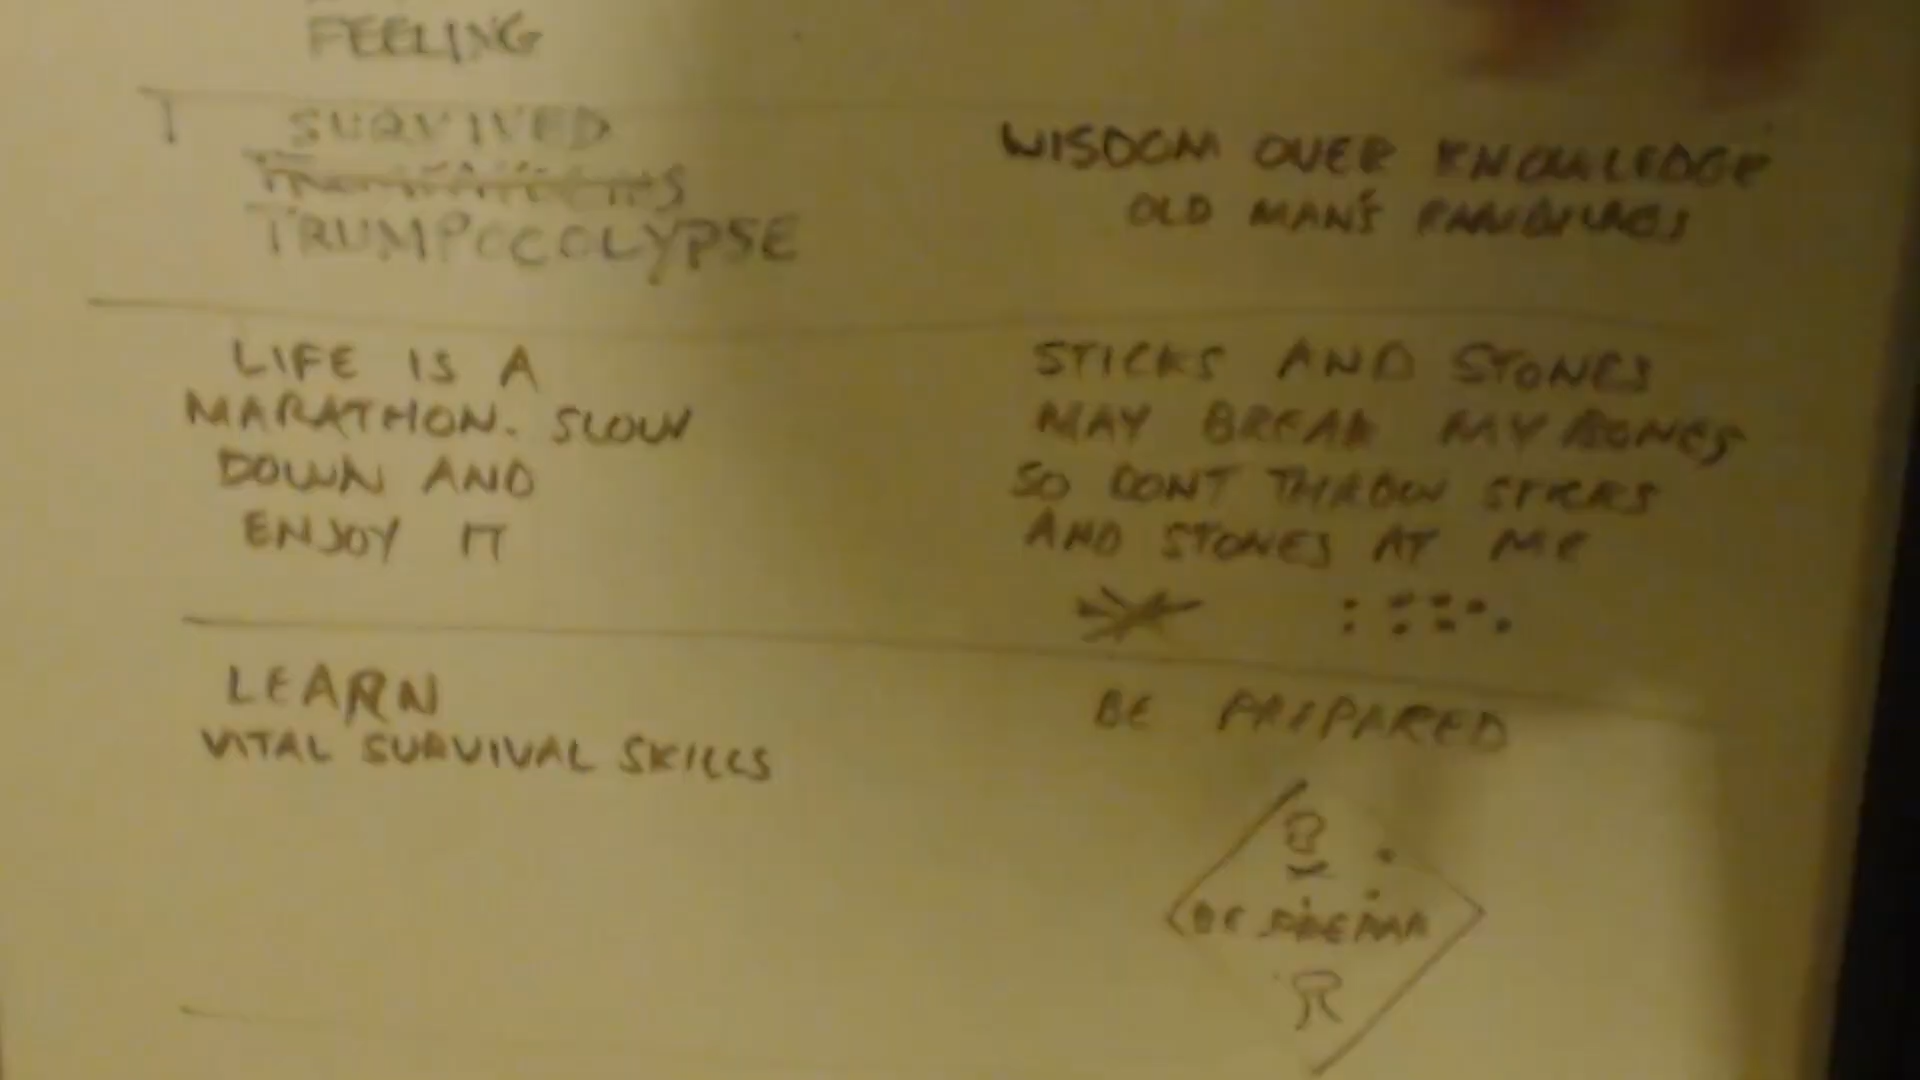 FEELING
I SURVIVED
TRUMPOCOLYPSE
LIFE IS A
MARATHON. SLOW
DOWN AND
ENJOY IT
LEARN
VITAL SURVIVAL SKILLS
WISDOM OVER KNOWLEDGE
OLD MAN'S
STICKS AND STONES
MAY BREAK MY BONES
SO DONT THROW STICKS
AND STONES AT ME
BE PREPARED
BE